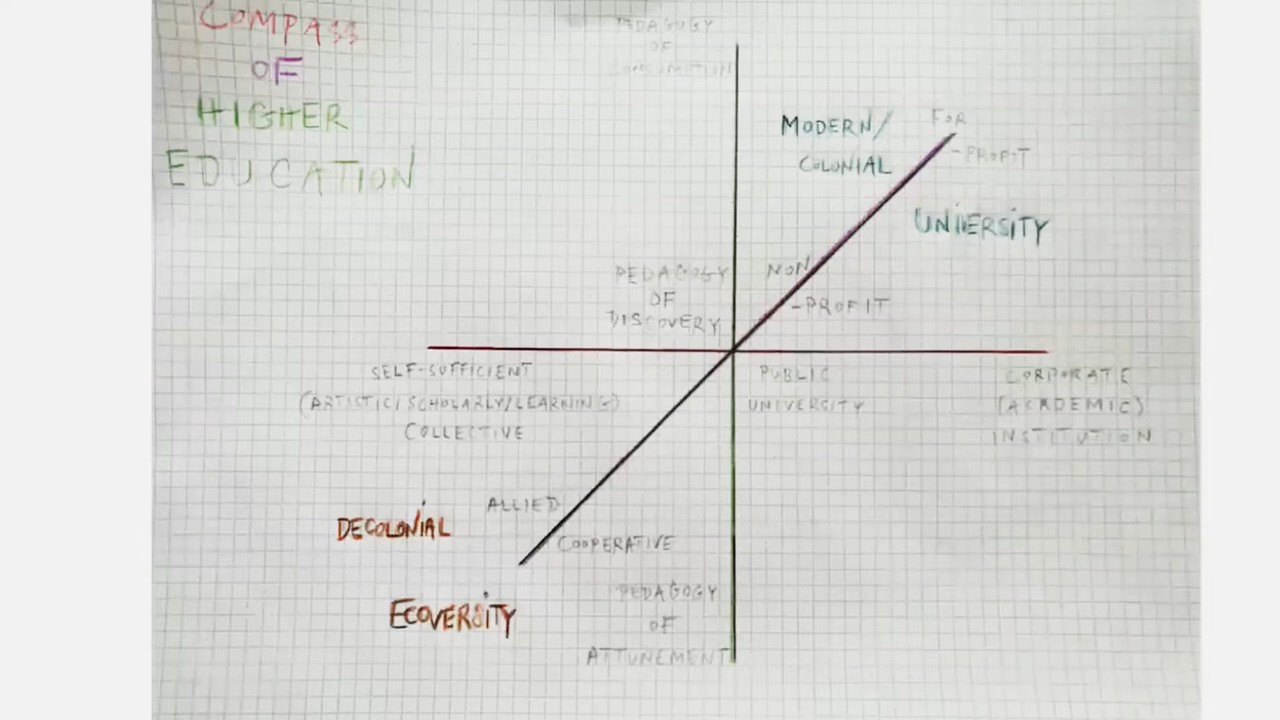 COMPASS
OF
HIGHER
EDUCATION
PEDAGOGY
OF
MODERN/
COLONIAL
FOR
-PROFIT
UNIVERSITY
PEDAGOGY
OF
DISCOVERY
NON
-PROFIT
SELF-SUFFICIENT
(ARTISTIC/SCHOLARLY/LEARNING)
COLLECTIVE
PUBLIC
UNIVERSITY
CORPORATE
(ACADEMIC)
INSTITUTION
ALLIED
COOPERATIVE
DECOLONIAL
ECOVERSITY
PEDAGOGY
OF
ATTUNEMENT